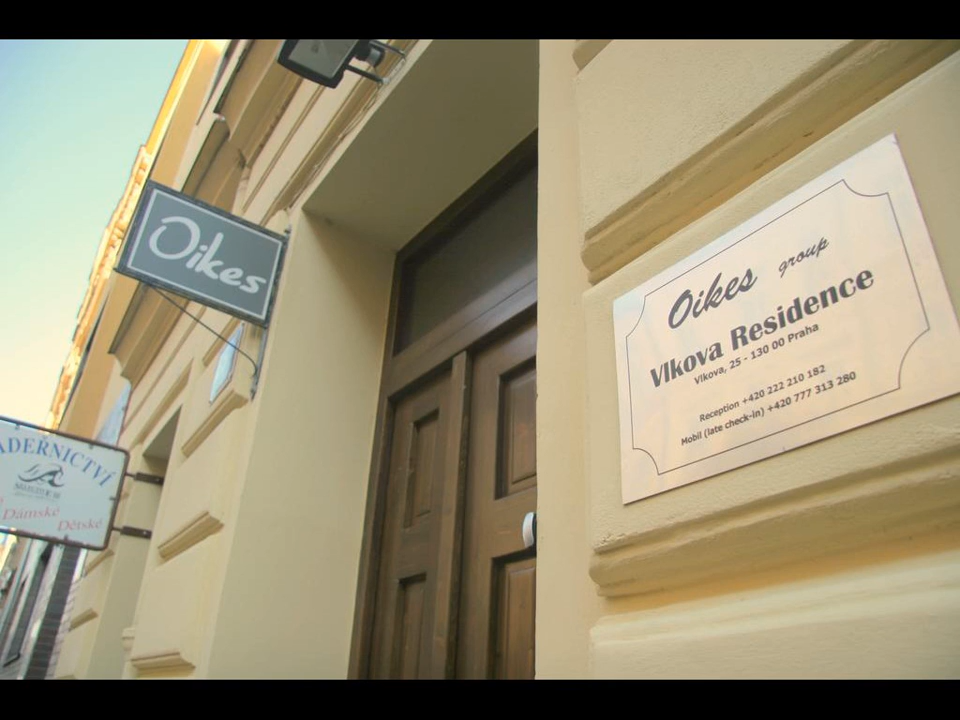 Oikes
ADEŘNICTVÍ
Dámské
Dětské
Oikes group
Vlkova Residence
Vlkova, 25 - 130 00 Praha
Reception +420 222 210 182
Mobil (late check-in) +420 777 313 280